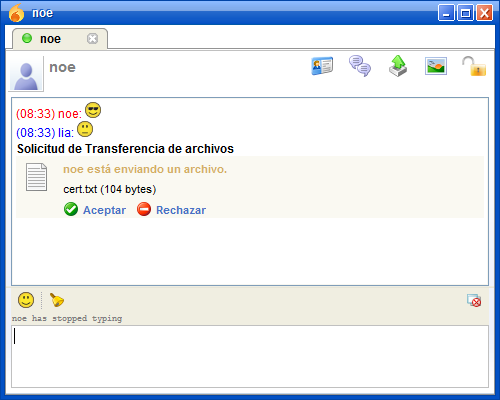 noe
noe
noe
(08:33) noe:
(08:33) lia:
Solicitud de Transferencia de archivos
noe está enviando un archivo.
cert.txt (104 bytes)
Aceptar Rechazar
noe has stopped typing